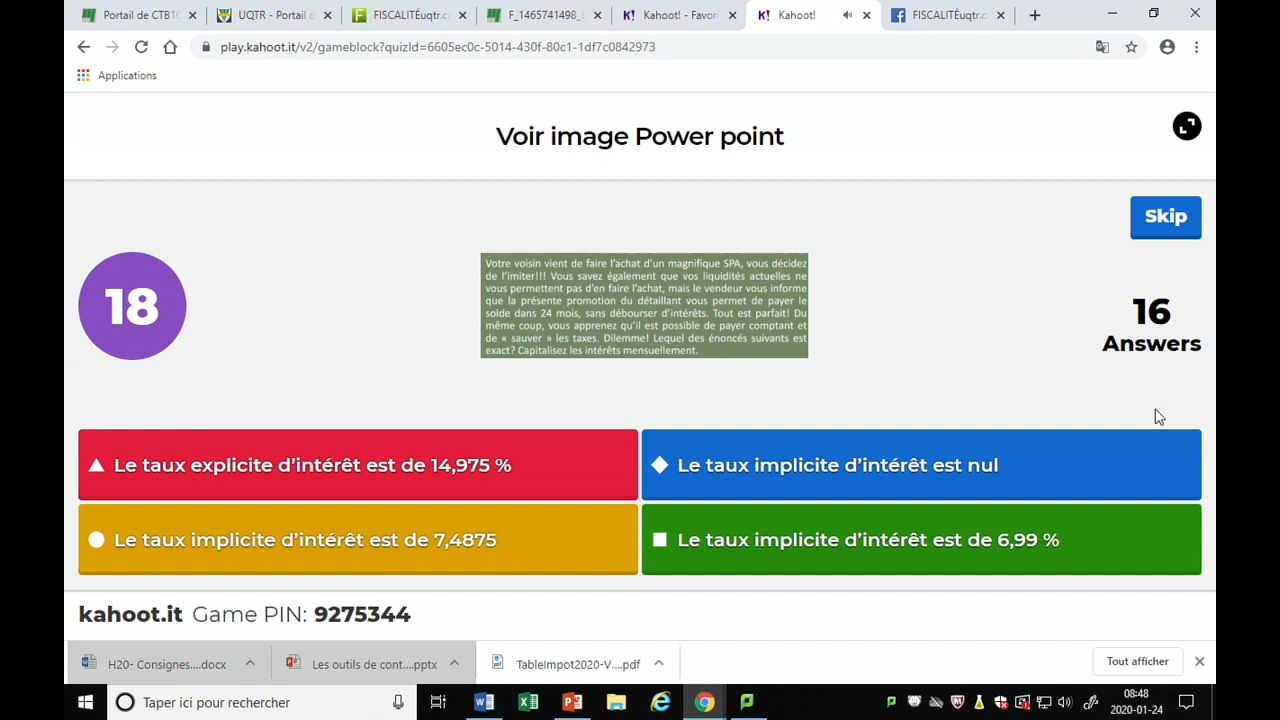 Portail de CTB10
UQTR - Portail d
FISCALITÉuqtr.ca
F_1465741498_L
Kahoot! - Favori
Kahoot!
FISCALITÉuqtr.ca
play.kahoot.it/v2/gameblock?quizId=6605ec0c-5014-430f-80c1-1df7c0842973
Applications
Voir image Power point
Skip
18
Votre voisin vient de faire l'achat d'un magnifique SPA, vous décidez
de l'imiter!!! Vous savez également que vos liquidités actuelles ne
vous permettent pas d'en faire l'achat, mais le vendeur vous informe
que la présente promotion du détaillant vous permet de payer le
solde dans 24 mois, sans débourser d'intérêts. Tout est parfait! Du
même coup, vous apprenez qu'il est possible de payer comptant et
de « sauver » les taxes. Dilemme! Lequel des énoncés suivants est
exact? Capitalisez les intérêts mensuellement.
16
Answers
Le taux explicite d'intérêt est de 14,975 %
Le taux implicite d'intérêt est nul
Le taux implicite d'intérêt est de 7,4875
Le taux implicite d'intérêt est de 6,99 %
kahoot.it Game PIN: 9275344
H20- Consignes....docx
Les outils de cont....pptx
TableImpot2020-V....pdf
Tout afficher
Taper ici pour rechercher
08:48
2020-01-24